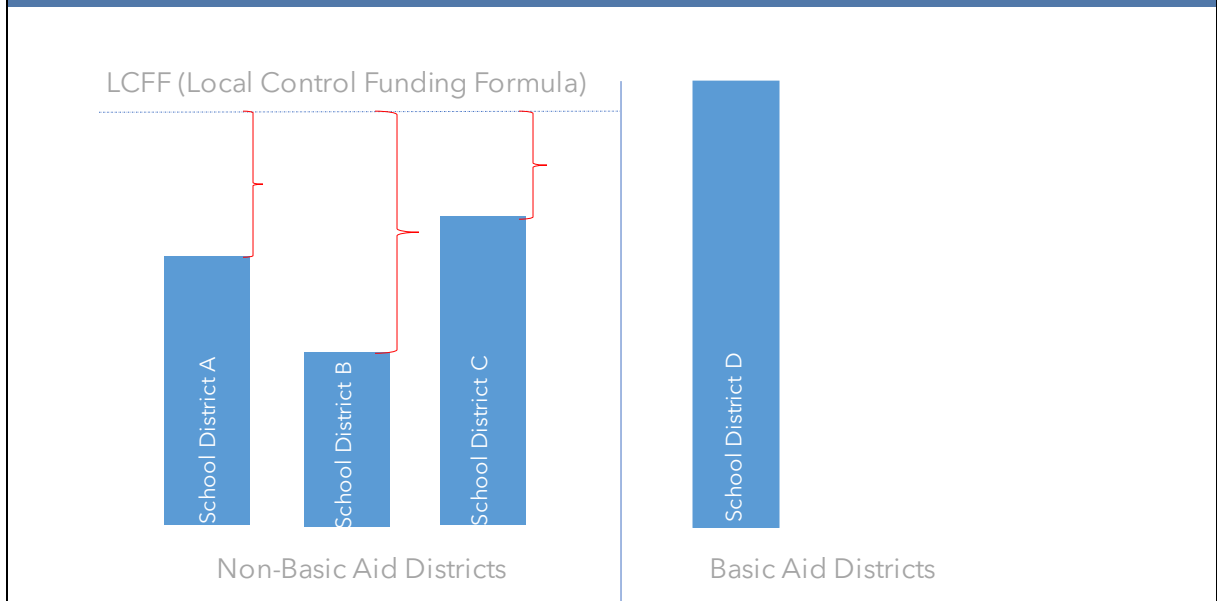 LCFF (Local Control Funding Formula)
School District A
School District B
School District C
School District D
Non-Basic Aid Districts
Basic Aid Districts